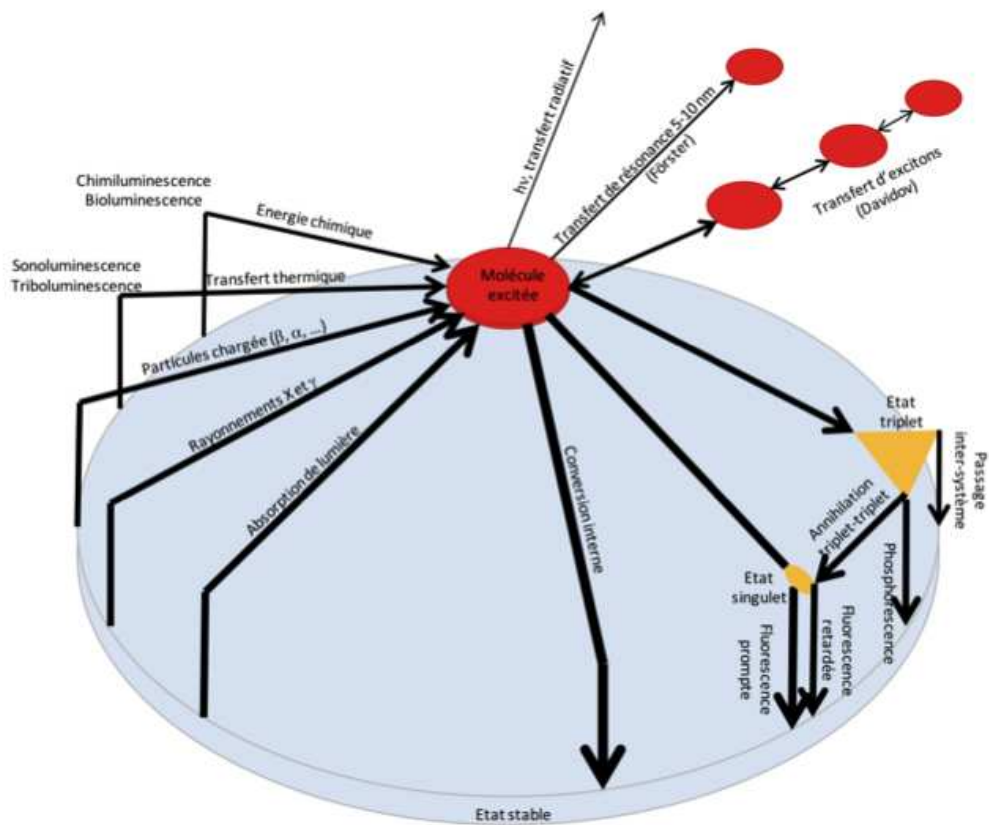 hν, transfert radiatif
Transfert de résonance 5-10 nm
(Förster)
Transfert d'excitons
(Davidov)
Chimiluminescence
Bioluminescence
Energie chimique
Sonoluminescence
Triboluminescence
Transfert thermique
Molécule
excitée
Particules chargée (β, α, …)
Rayonnements X et γ
Absorption de lumière
Conversion interne
Etat
triplet
Passage
inter-système
Annihilation
triplet-triplet
Phosphorescence
Etat
singulet
Fluorescence
prompte
Fluorescence
retardée
Etat stable